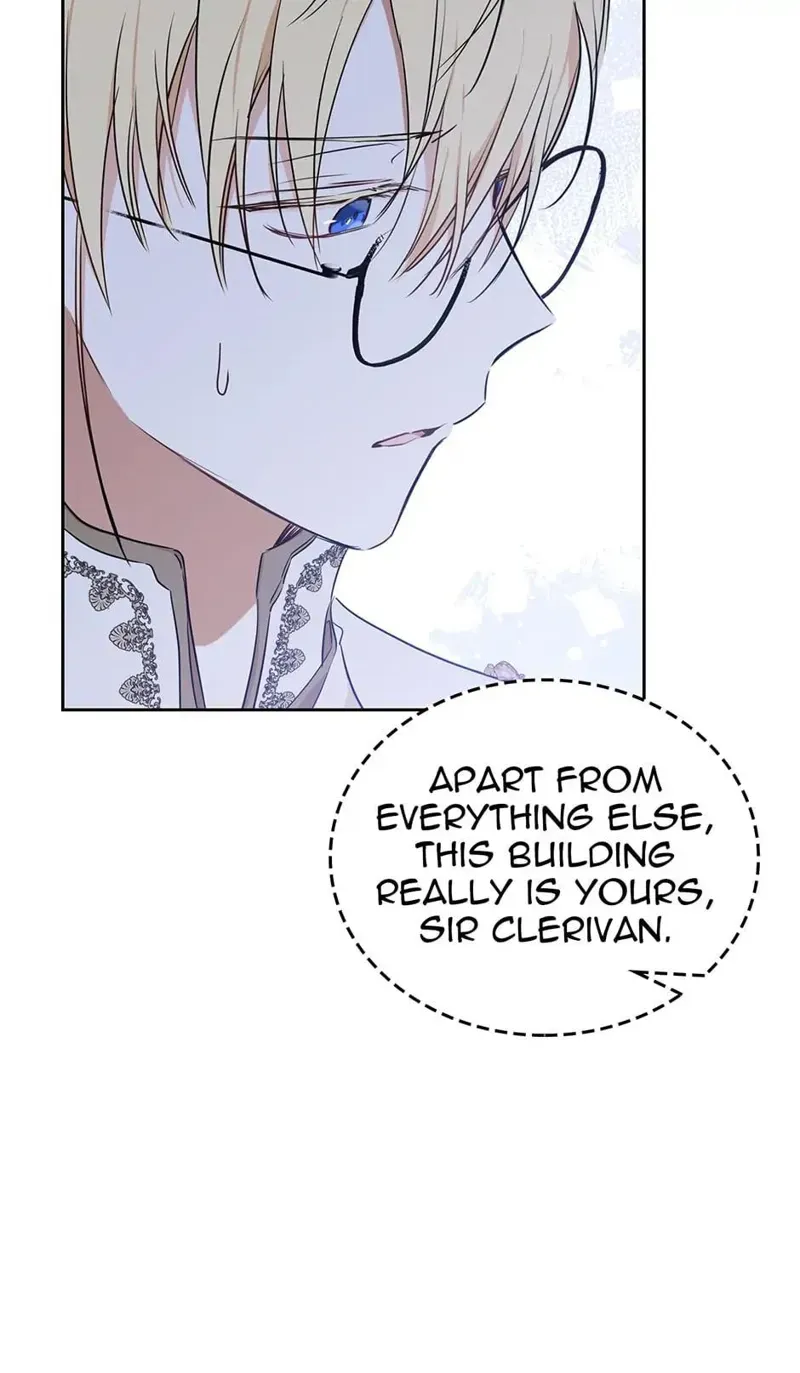 APART FROM
EVERYTHING ELSE,
THIS BUILDING
REALLY IS YOURS,
SIR CLERIVAN.